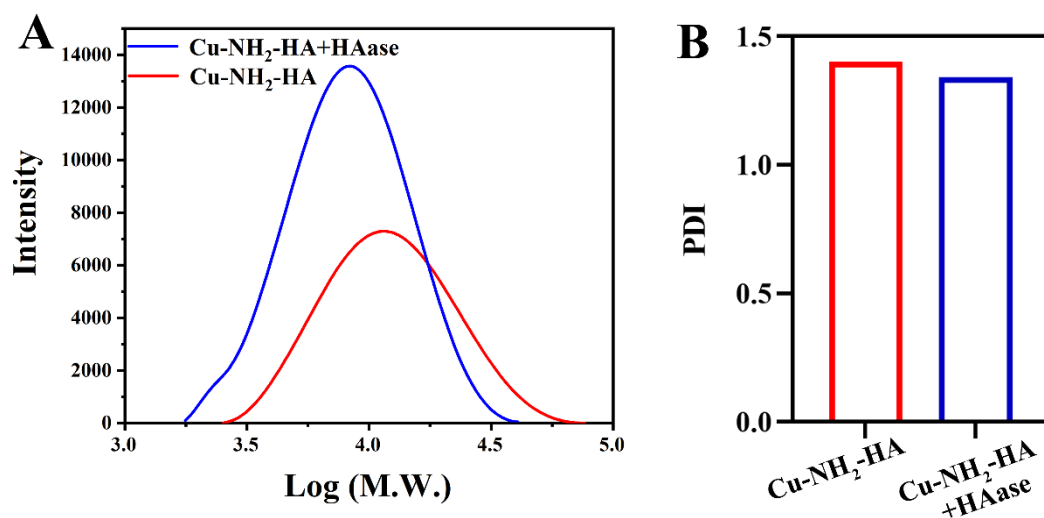 A
Cu-NH₂-HA+HAase
Cu-NH₂-HA
14000
12000
10000
8000
6000
4000
2000
0
Intensity
3.0 3.5 4.0 4.5 5.0
Log (M.W.)
B
1.5
1.0
0.5
0.0
PDI
Cu-NH₂-HA
Cu-NH₂-HA
+HAase